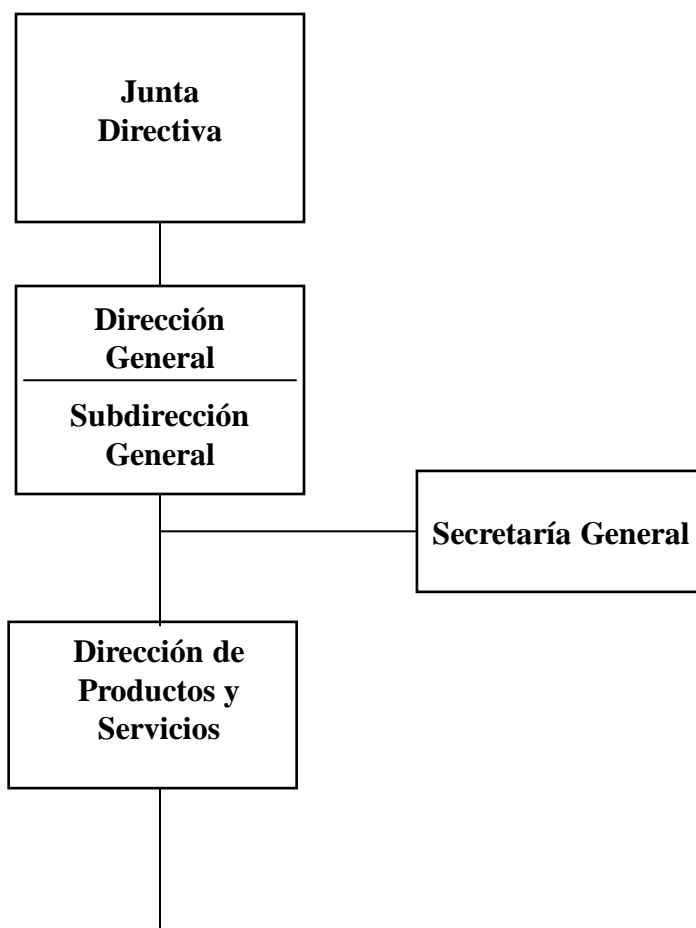 Junta
Directiva
Dirección
General
Subdirección
General
Secretaría General
Dirección de
Productos y
Servicios